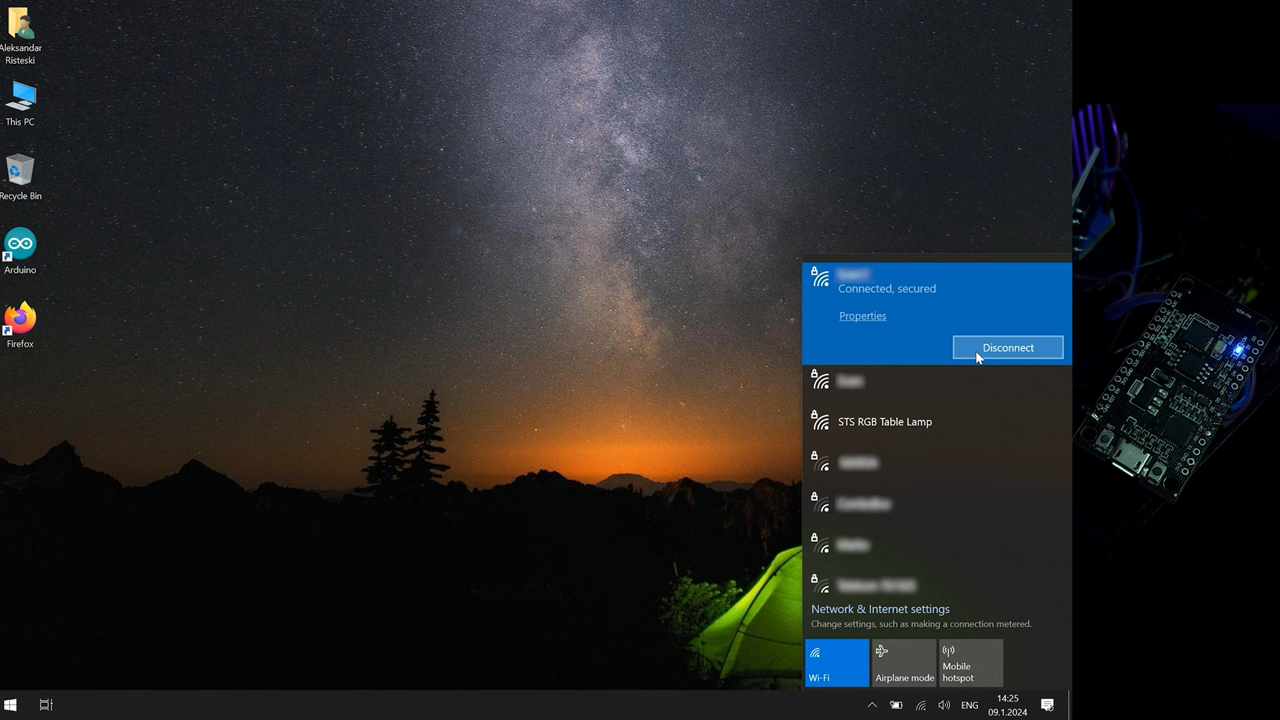 Aleksandar
Risteski
This PC
Recycle Bin
Arduino
Firefox
Connected, secured
Properties
Disconnect
STS RGB Table Lamp
Network & Internet settings
Change settings, such as making a connection metered.
Wi-Fi
Airplane mode
Mobile
hotspot
ENG
14:25
09.1.2024